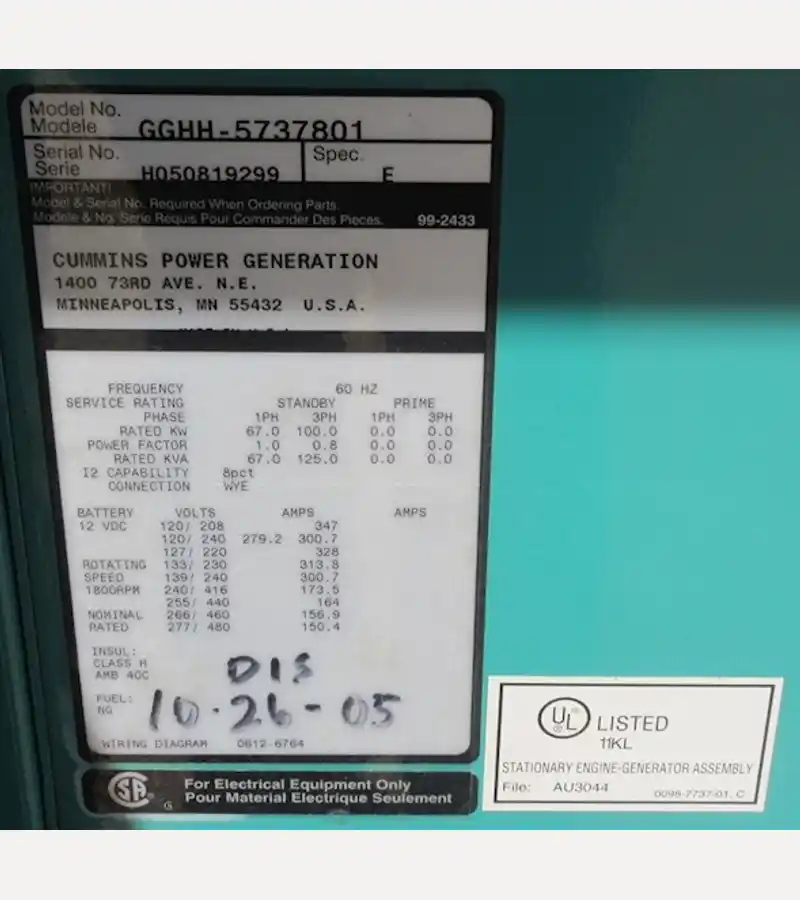 Model No.
Modele GGHH-5737801
Serial No. Spec.
Serie H050819299 E
IMPORTANT!
Model & Serial No. Required When Ordering Parts.
Modele & No. Serie Requis Pour Commander Des Pieces. 99-2433
CUMMINS POWER GENERATION
1400 73RD AVE. N.E.
MINNEAPOLIS, MN 55432 U.S.A.
FREQUENCY 60 HZ
SERVICE RATING STANDBY PRIME
PHASE 1PH 3PH 1PH 3PH
RATED KW 67.0 100.0 0.0 0.0
POWER FACTOR 1.0 0.8 0.0 0.0
RATED KVA 67.0 125.0 0.0 0.0
I2 CAPABILITY 8pct
CONNECTION WYE
BATTERY VOLTS AMPS AMPS
12 VDC 120/ 208 347
120/ 240 279.2 300.7
127/ 220 328
ROTATING 133/ 230 313.8
SPEED 139/ 240 300.7
1800RPM 240/ 416 173.5
255/ 440 164
NOMINAL 266/ 460 156.9
RATED 277/ 480 150.4
INSUL:
CLASS H
AMB 40C
DIS
FUEL:
NG
10·26-05
WIRING DIAGRAM 0612-6764
SA G
For Electrical Equipment Only
Pour Material Electrique Seulement
UL LISTED
11KL
STATIONARY ENGINE-GENERATOR ASSEMBLY
File: AU3044 0098-7737-01, C